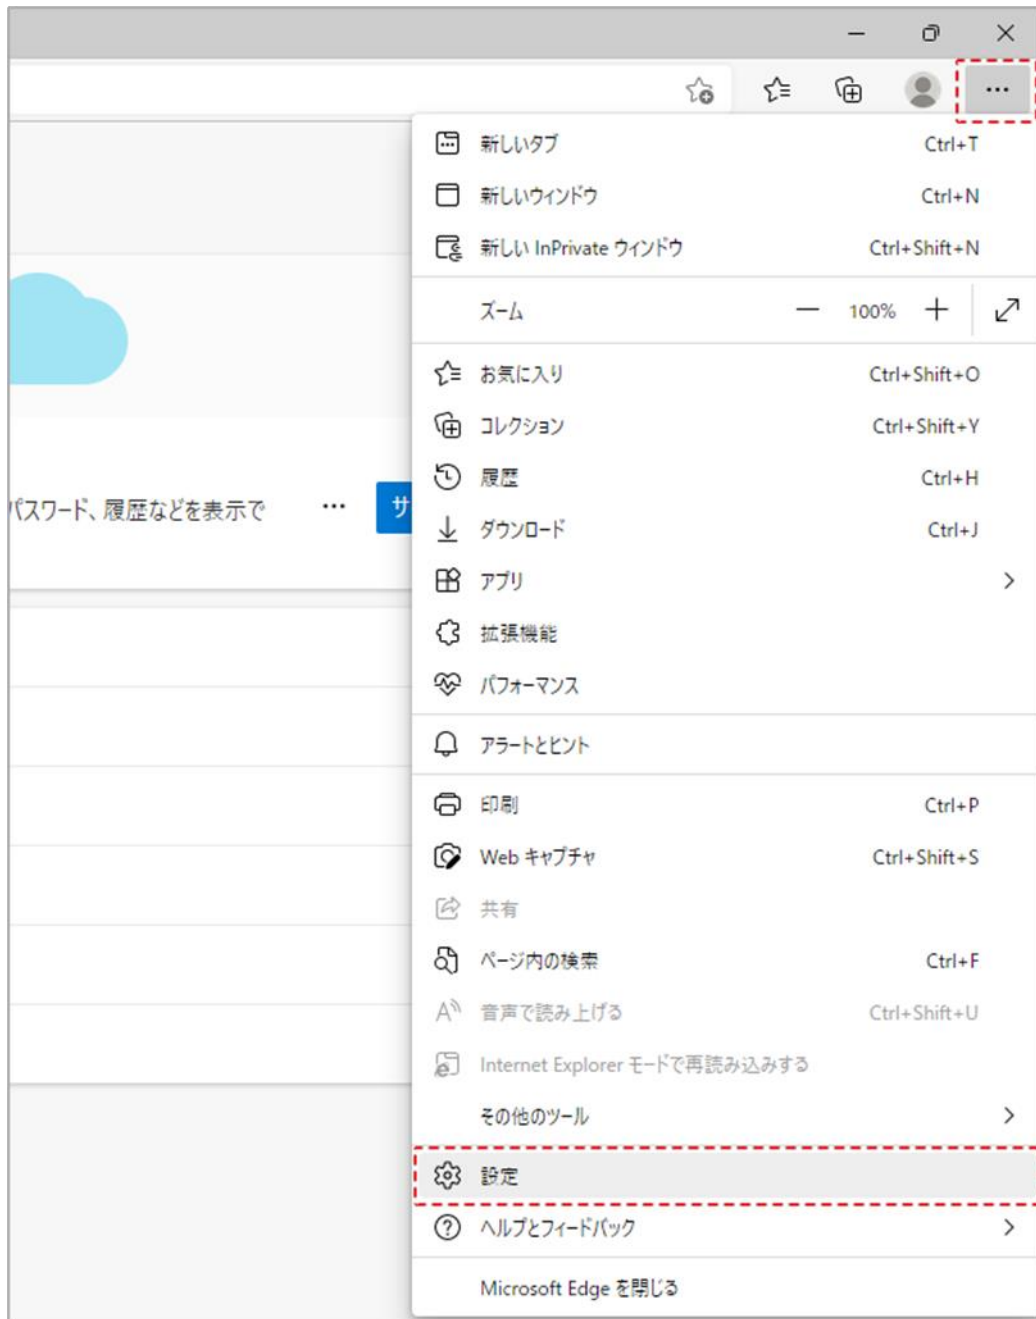 新しいタブ Ctrl+T
新しいウィンドウ Ctrl+N
新しい InPrivate ウィンドウ Ctrl+Shift+N
ズーム 100%
お気に入り Ctrl+Shift+O
コレクション Ctrl+Shift+Y
履歴 Ctrl+H
パスワード、履歴などを表示で ... サ
ダウンロード Ctrl+J
アプリ
拡張機能
パフォーマンス
アラートとヒント
印刷 Ctrl+P
Web キャプチャ Ctrl+Shift+S
共有
ページ内の検索 Ctrl+F
音声で読み上げる Ctrl+Shift+U
Internet Explorer モードで再読み込みする
その他のツール
設定
ヘルプとフィードバック
Microsoft Edge を閉じる